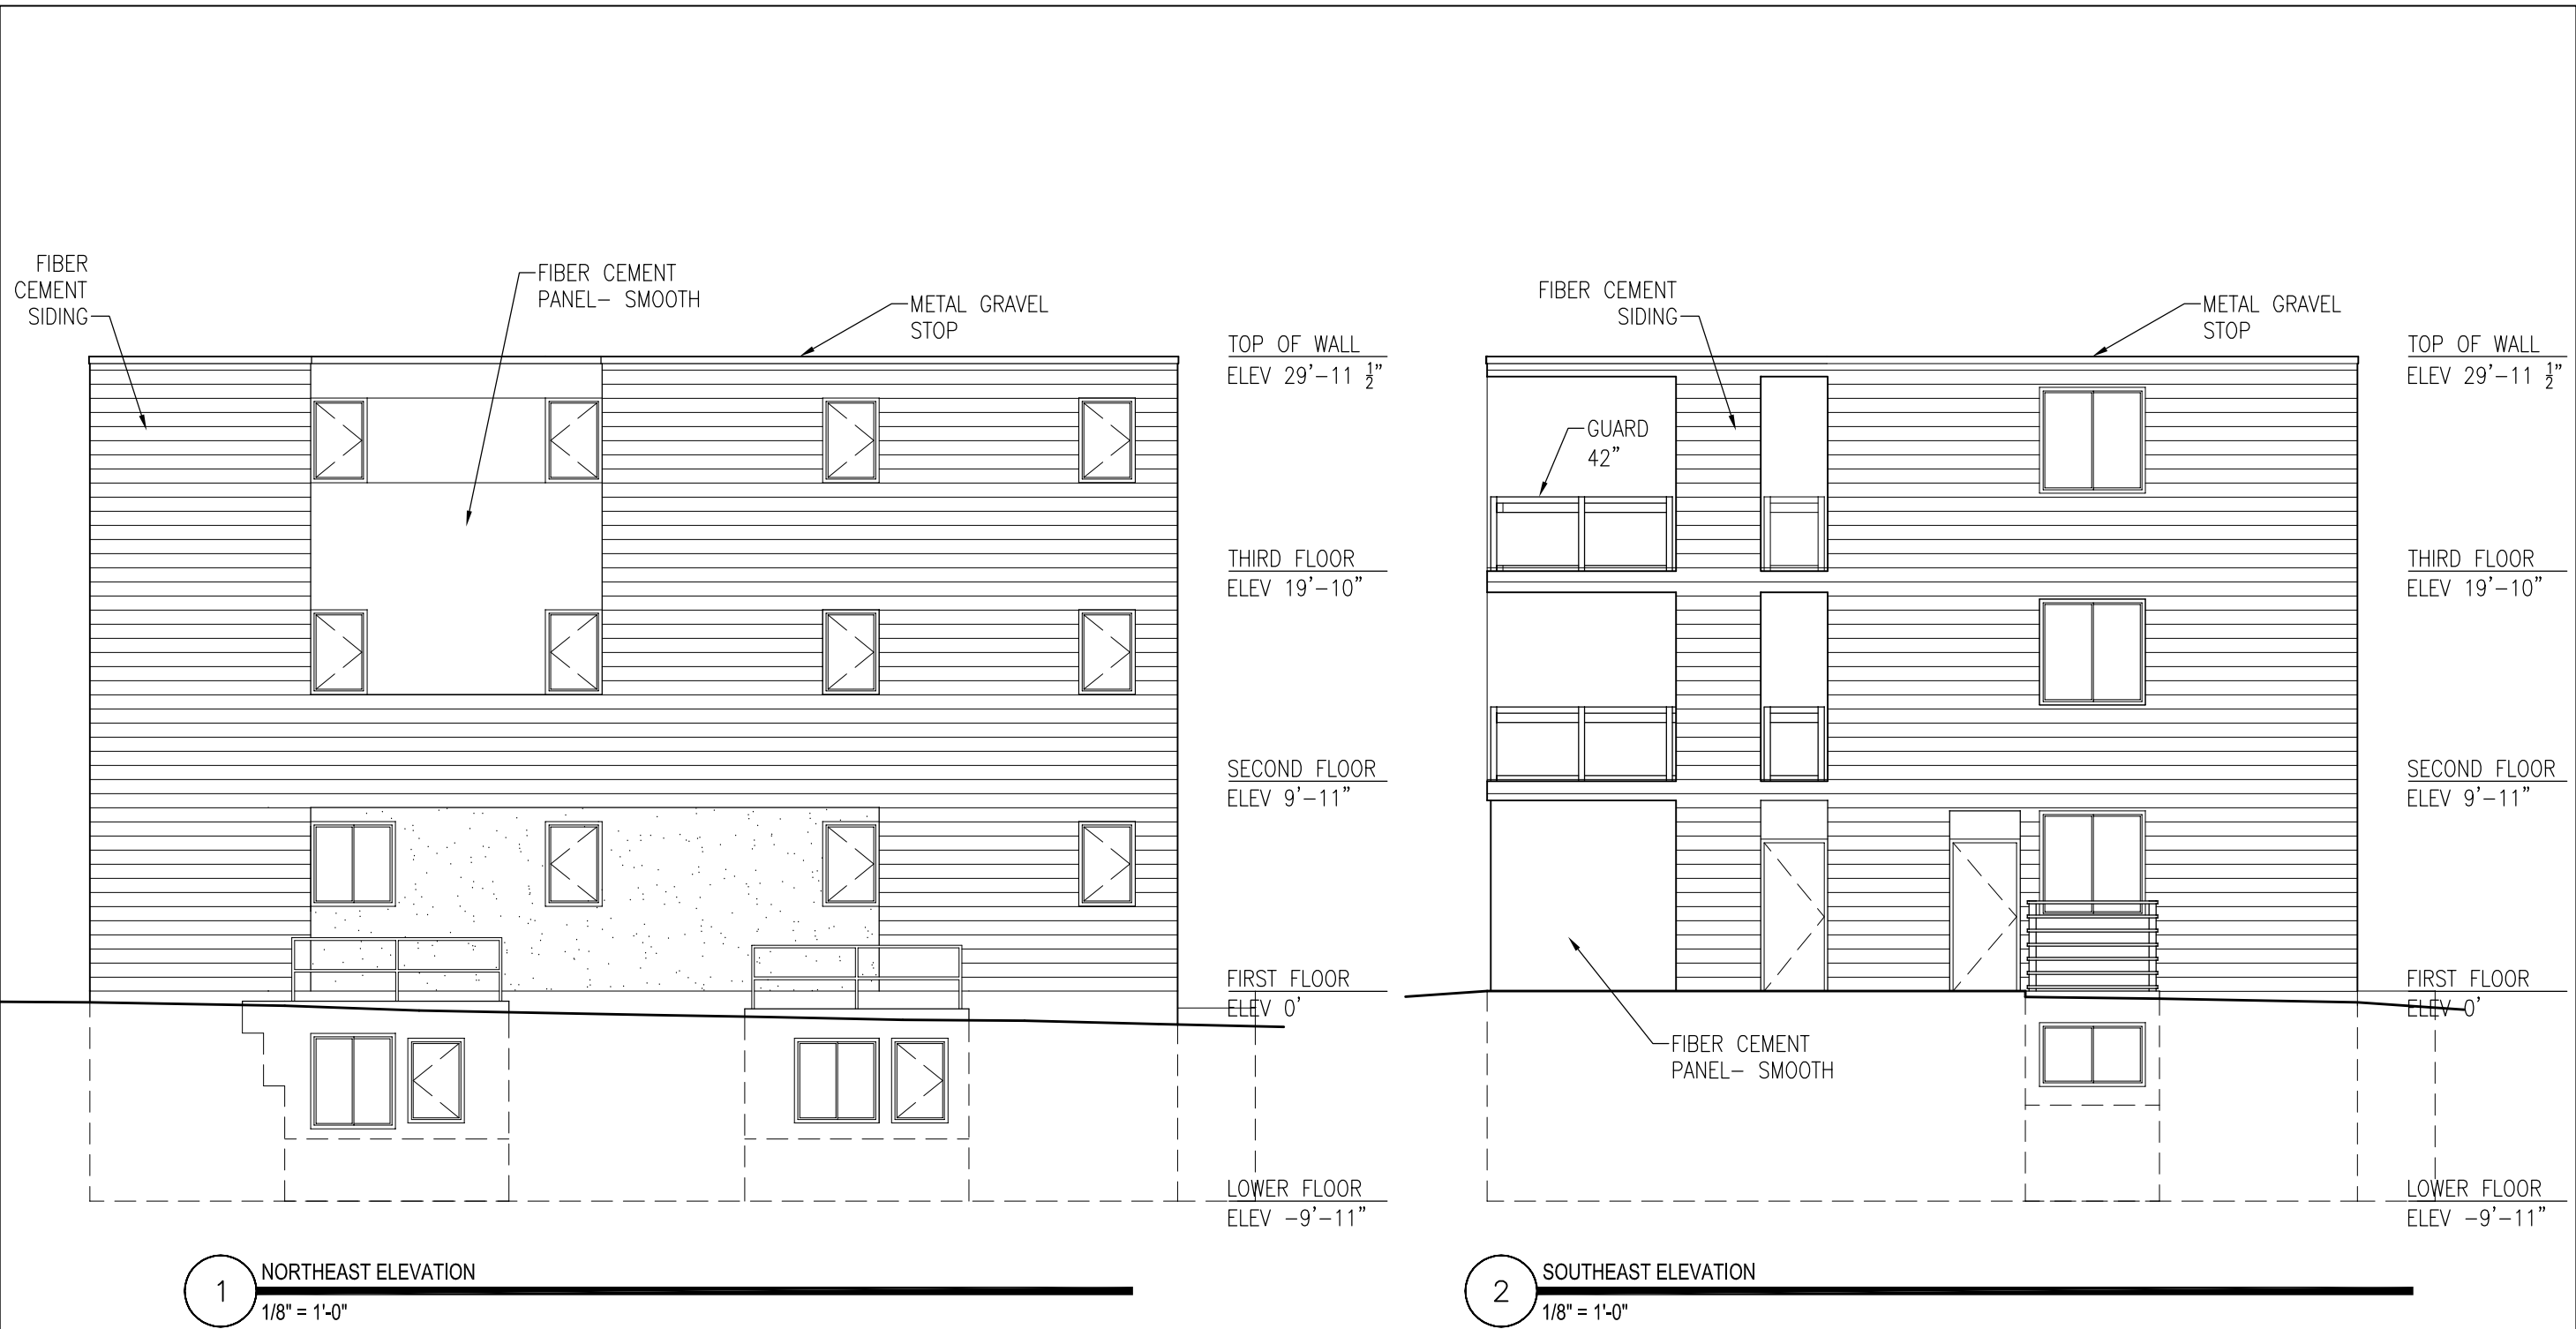 FIBER
CEMENT
SIDING
FIBER CEMENT
PANEL- SMOOTH
METAL GRAVEL
STOP
TOP OF WALL
ELEV 29'-11 1/2"
THIRD FLOOR
ELEV 19'-10"
SECOND FLOOR
ELEV 9'-11"
FIRST FLOOR
ELEV 0'
LOWER FLOOR
ELEV -9'-11"
1
NORTHEAST ELEVATION
1/8" = 1'-0"
FIBER CEMENT
SIDING
METAL GRAVEL
STOP
GUARD
42"
FIBER CEMENT
PANEL- SMOOTH
TOP OF WALL
ELEV 29'-11 1/2"
THIRD FLOOR
ELEV 19'-10"
SECOND FLOOR
ELEV 9'-11"
FIRST FLOOR
ELEV 0'
LOWER FLOOR
ELEV -9'-11"
2
SOUTHEAST ELEVATION
1/8" = 1'-0"